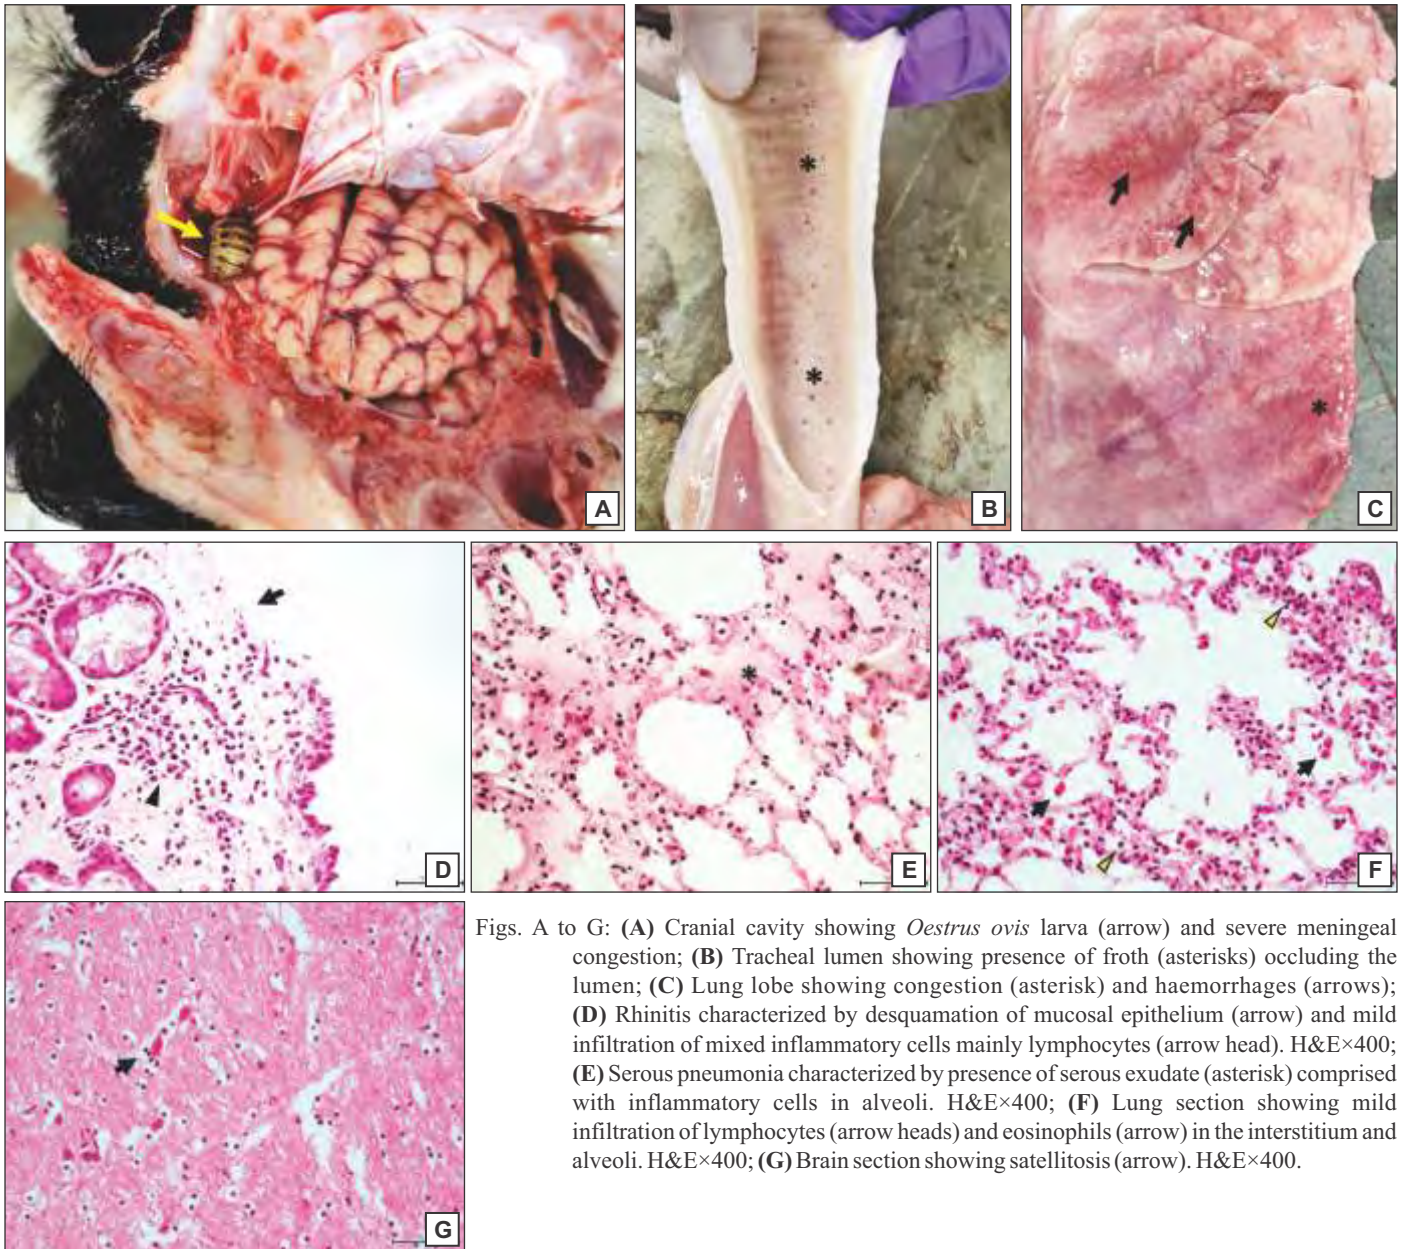 A
B
C
D
E
F
G
Figs. A to G: (A) Cranial cavity showing Oestrus ovis larva (arrow) and severe meningeal
congestion; (B) Tracheal lumen showing presence of froth (asterisks) occluding the
lumen; (C) Lung lobe showing congestion (asterisk) and haemorrhages (arrows);
(D) Rhinitis characterized by desquamation of mucosal epithelium (arrow) and mild
infiltration of mixed inflammatory cells mainly lymphocytes (arrow head). H&E×400;
(E) Serous pneumonia characterized by presence of serous exudate (asterisk) comprised
with inflammatory cells in alveoli. H&E×400; (F) Lung section showing mild
infiltration of lymphocytes (arrow heads) and eosinophils (arrow) in the interstitium and
alveoli. H&E×400; (G) Brain section showing satellitosis (arrow). H&E×400.